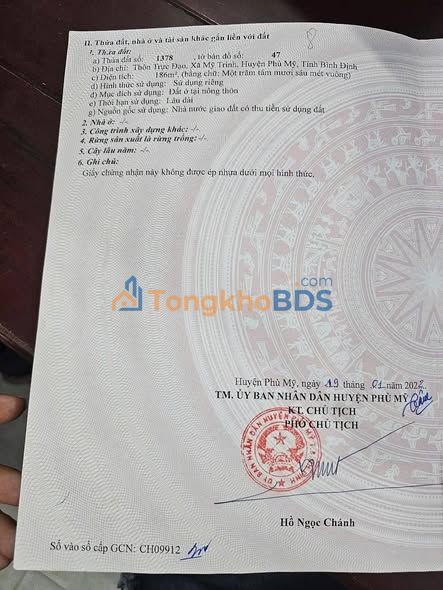 II. Thửa đất, nhà ở và tài sản khác gắn liền với đất
1. Thửa đất:
a) Thửa đất số: 1378 , tờ bản đồ số: 47
b) Địa chỉ: Thôn Trực Đạo, Xã Mỹ Trinh, Huyện Phù Mỹ, Tỉnh Bình Định
c) Diện tích: 186m², (bằng chữ: Một trăm tám mươi sáu mét vuông)
d) Hình thức sử dụng: Sử dụng riêng
đ) Mục đích sử dụng: Đất ở tại nông thôn
e) Thời hạn sử dụng: Lâu dài
g) Nguồn gốc sử dụng: Nhà nước giao đất có thu tiền sử dụng đất
2. Nhà ở: -/-
3. Công trình xây dựng khác: -/-
4. Rừng sản xuất là rừng trồng: -/-
5. Cây lâu năm: -/-
6. Ghi chú:
Giấy chứng nhận này không được ép nhựa dưới mọi hình thức.
TongkhoBDS.com
Huyện Phù Mỹ, ngày 19 tháng 01 năm 2022
TM. ỦY BAN NHÂN DÂN HUYỆN PHÙ MỸ
KT. CHỦ TỊCH
PHÓ CHỦ TỊCH
Hồ Ngọc Chánh
Số vào sổ cấp GCN: CH09912